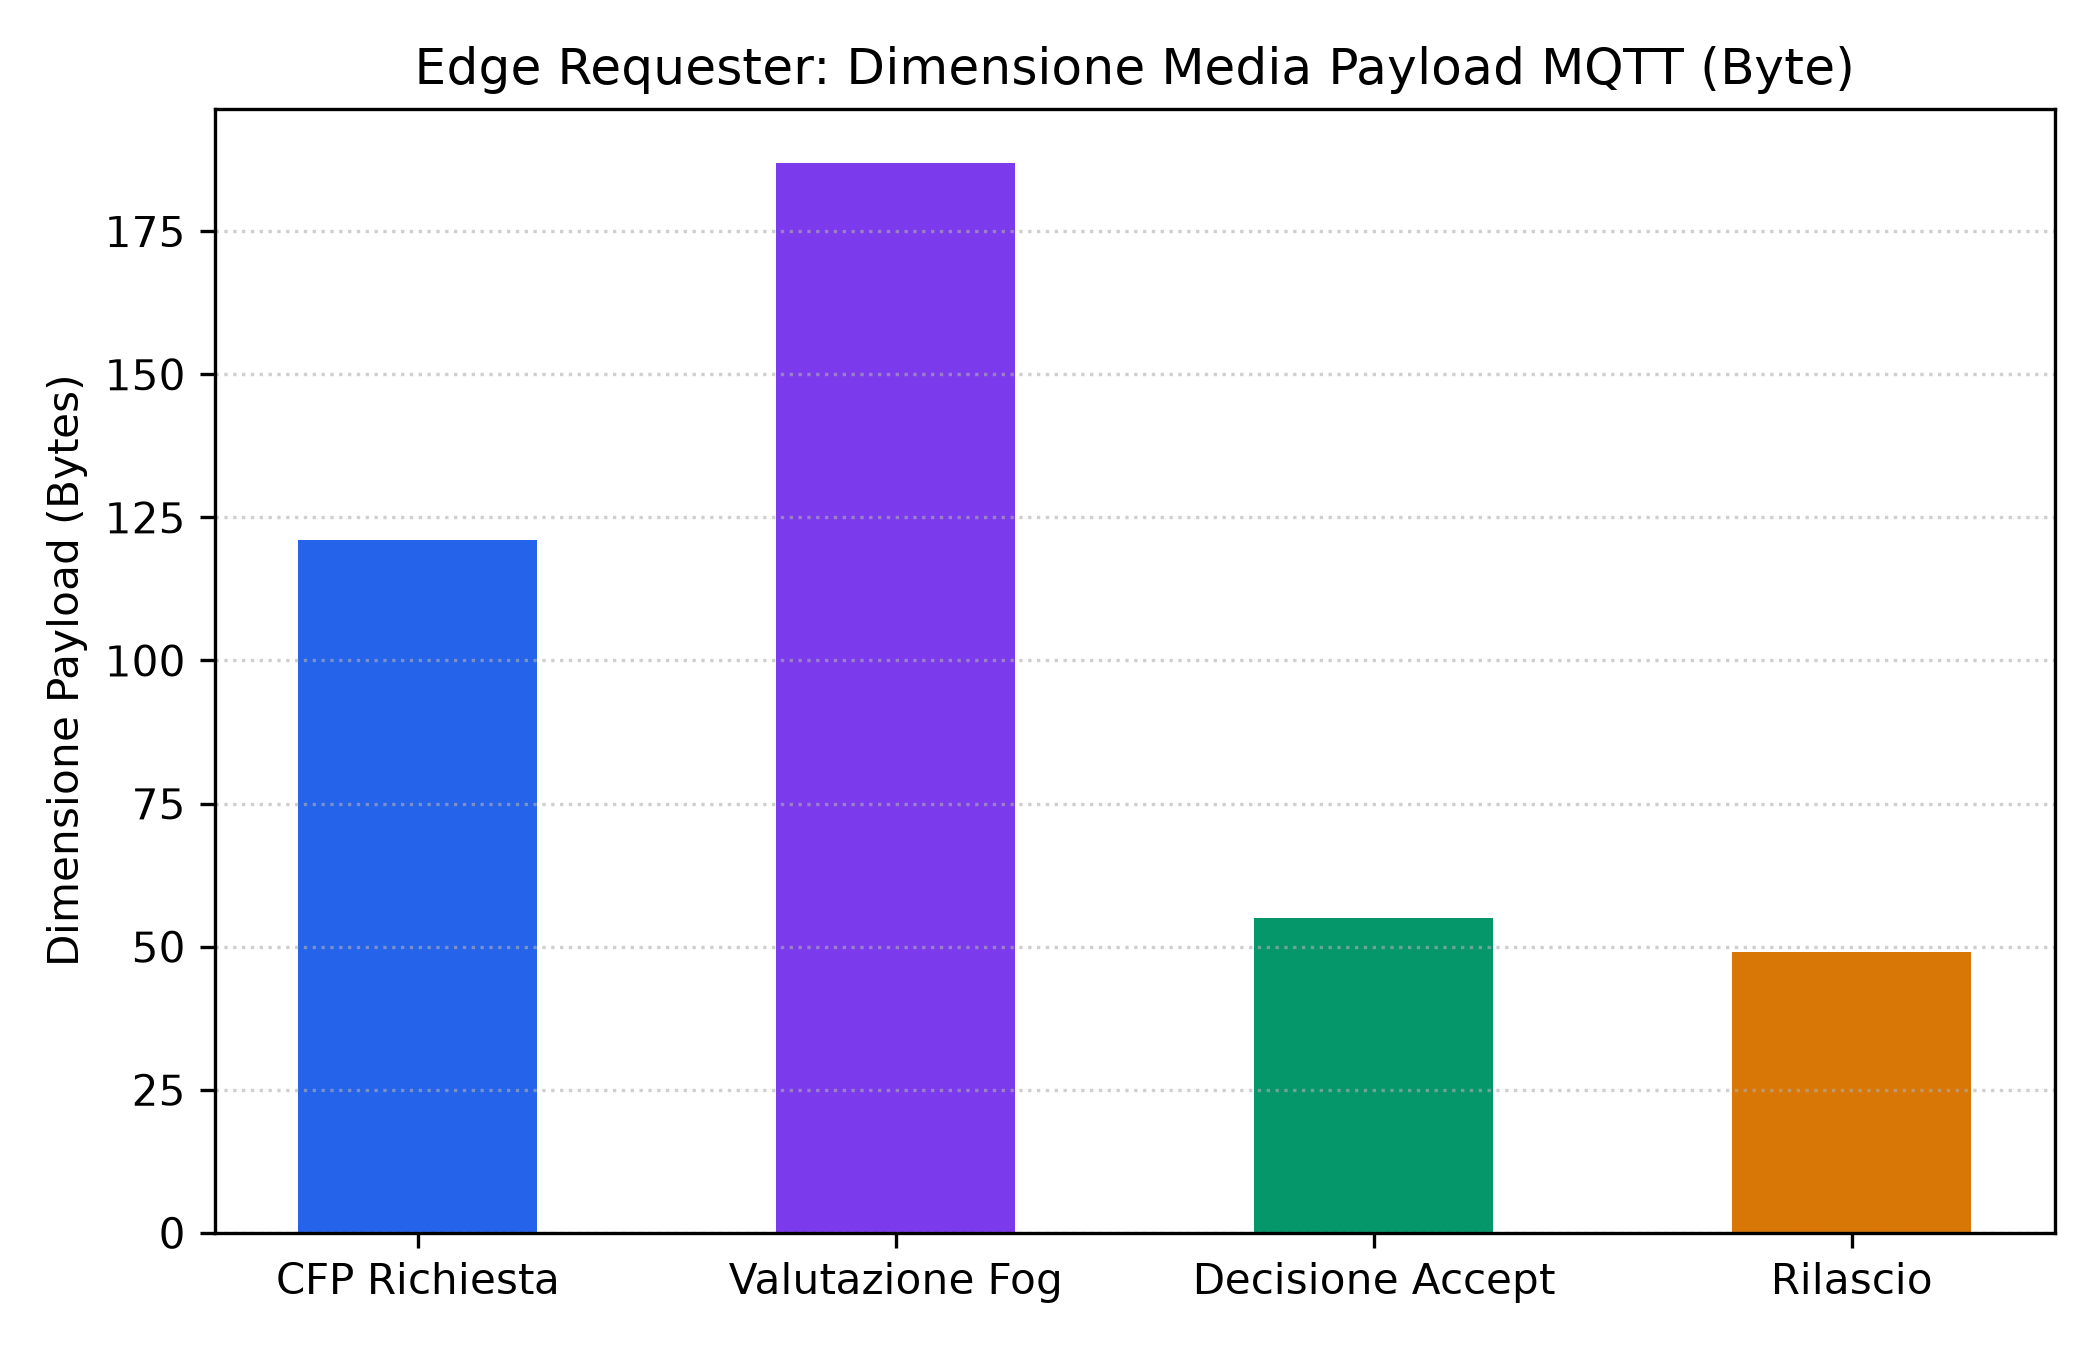 Edge Requester: Dimensione Media Payload MQTT (Byte)
Dimensione Payload (Bytes)
175
150
125
100
75
50
25
0
CFP Richiesta
Valutazione Fog
Decisione Accept
Rilascio